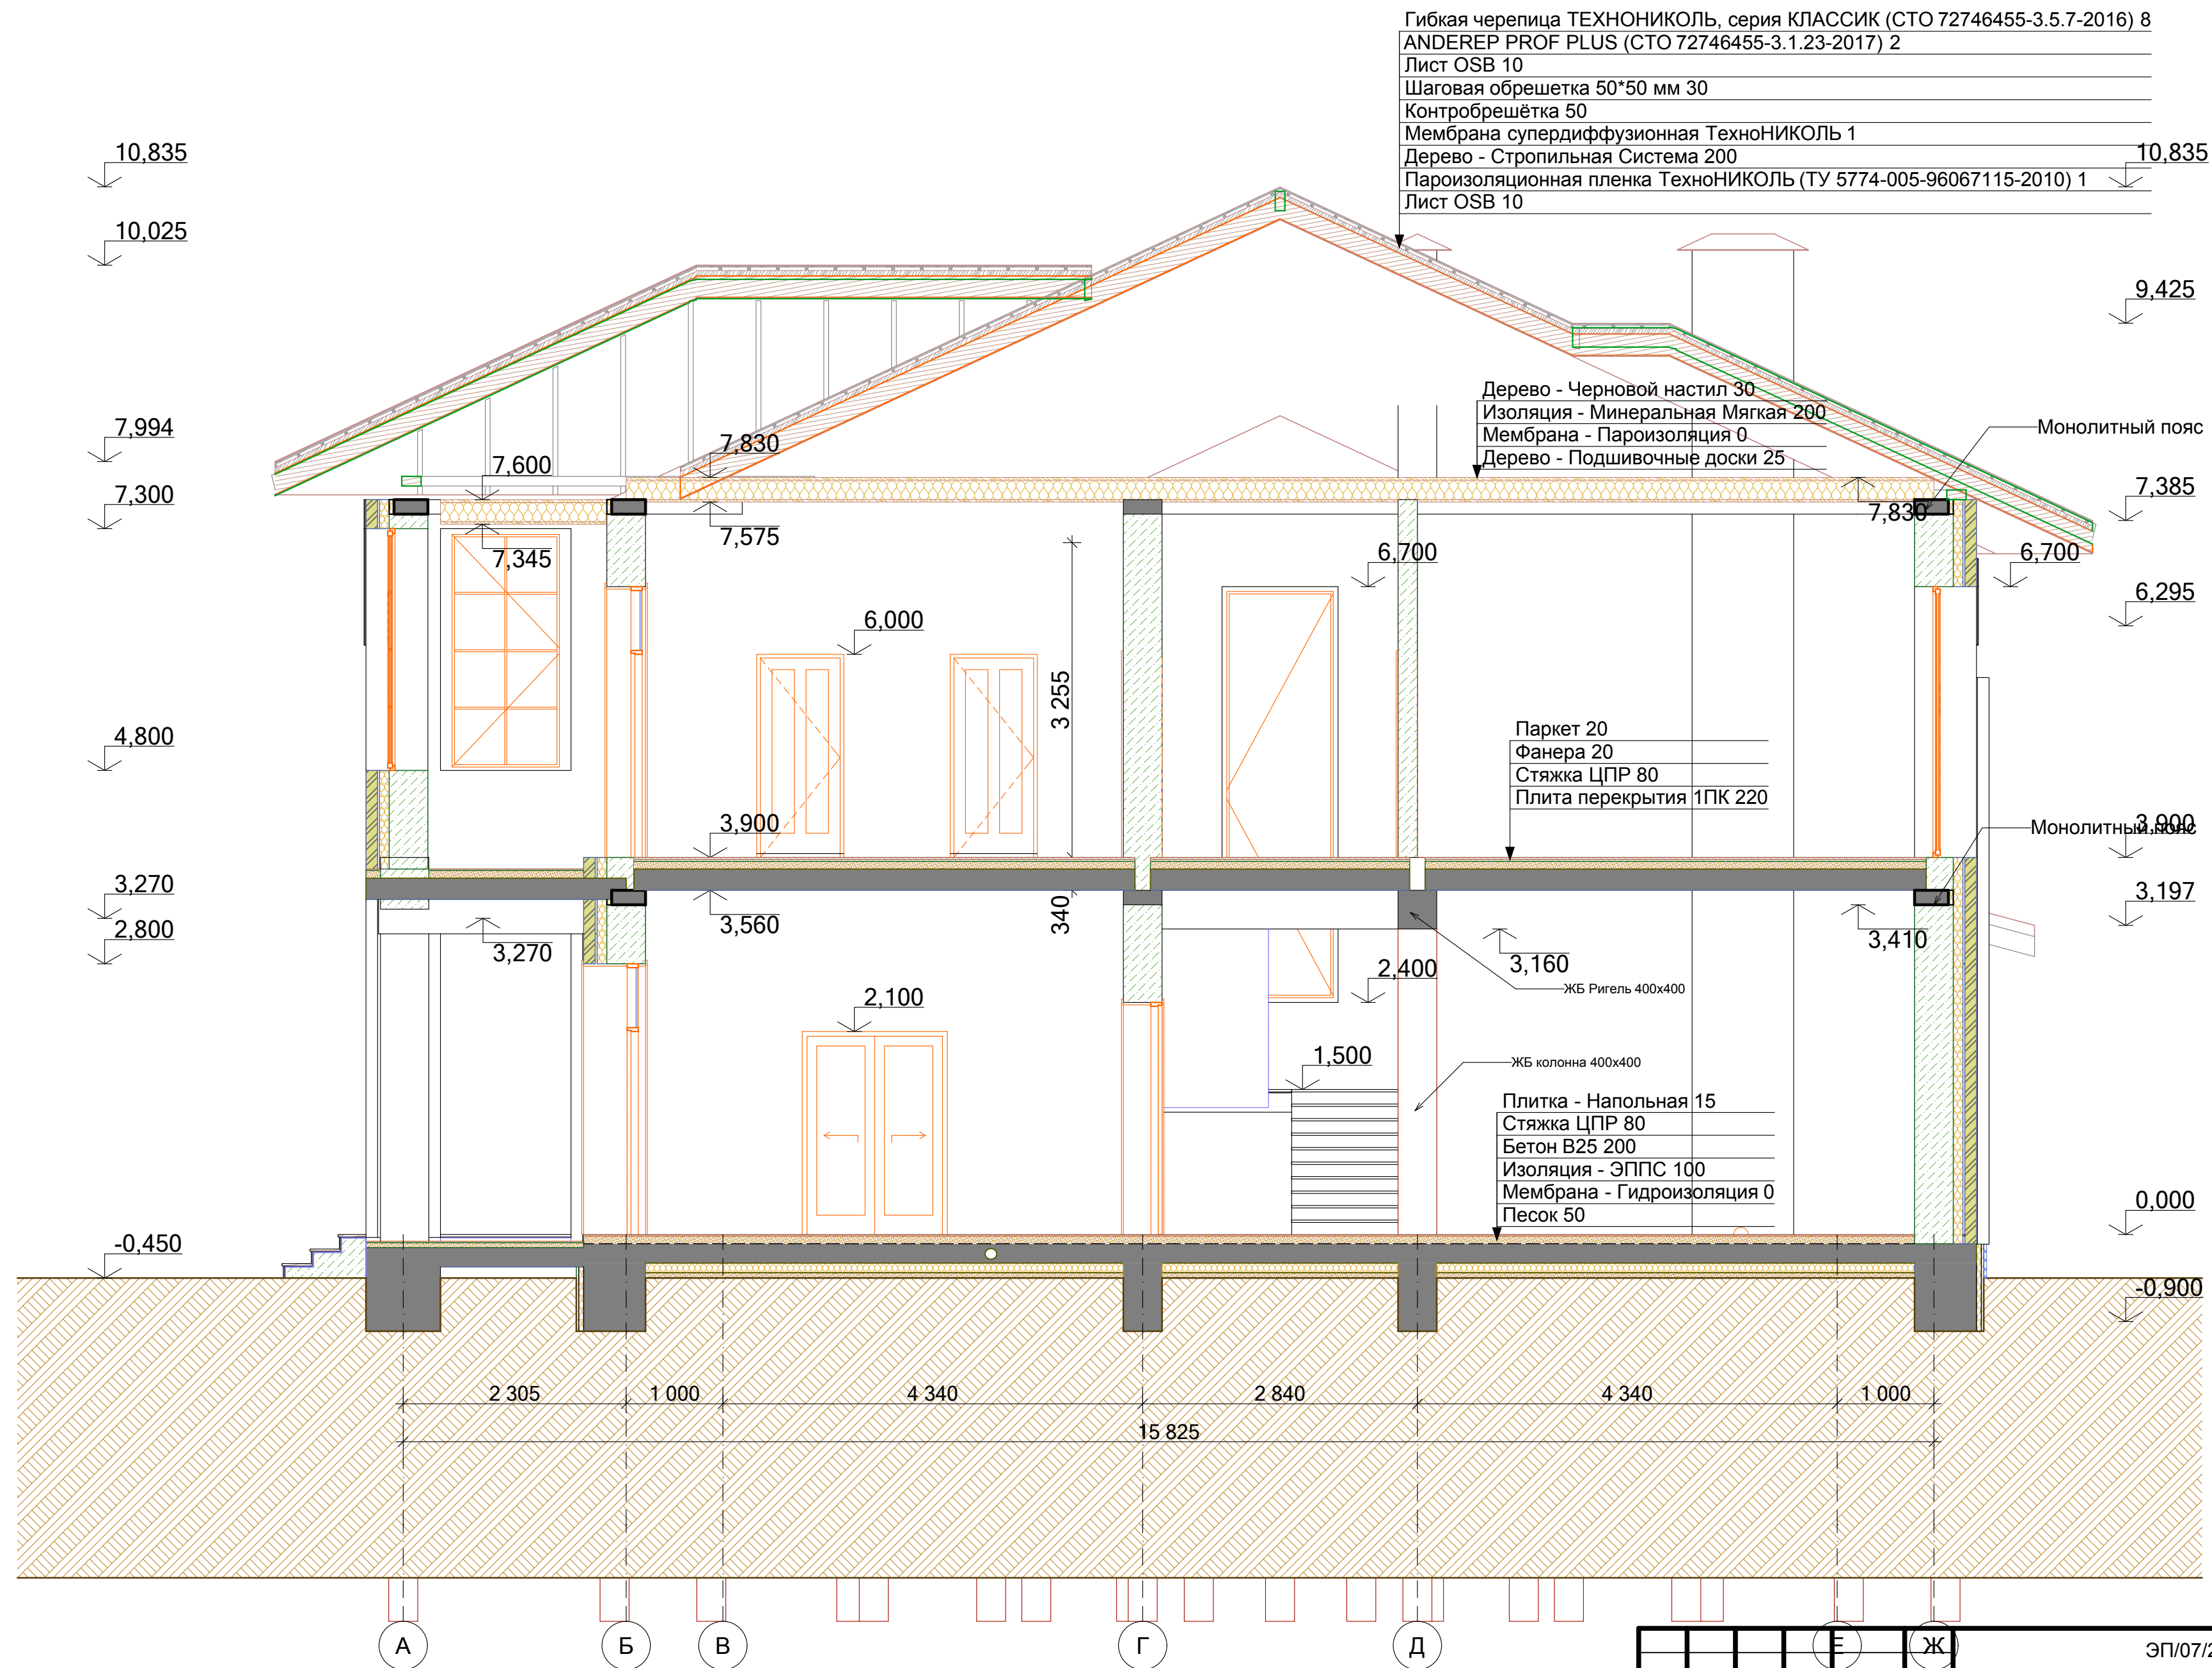 Гибкая черепица ТЕХНОНИКОЛЬ, серия КЛАССИК (СТО 72746455-3.5.7-2016) 8
ANDEREP PROF PLUS (СТО 72746455-3.1.23-2017) 2
Лист OSB 10
Шаговая обрешетка 50*50 мм 30
Контробрешётка 50
Мембрана супердиффузионная ТехноНИКОЛЬ 1
Дерево - Стропильная Система 200
Пароизоляционная пленка ТехноНИКОЛЬ (ТУ 5774-005-96067115-2010) 1
Лист OSB 10
10,835
10,835
10,025
9,425
Дерево - Черновой настил 30
Изоляция - Минеральная Мягкая 200
Мембрана - Пароизоляция 0
Дерево - Подшивочные доски 25
Монолитный пояс
7,994
7,830
7,600
7,300
7,385
7,830
7,575
7,345
6,700
6,700
6,295
6,000
3 255
4,800
Паркет 20
Фанера 20
Стяжка ЦПР 80
Плита перекрытия 1ПК 220
3,900
Монолитный пояс
3,900
3,270
3,197
340
3,560
2,800
3,270
3,410
3,160
2,400
ЖБ Ригель 400х400
2,100
1,500
ЖБ колонна 400х400
Плитка - Напольная 15
Стяжка ЦПР 80
Бетон В25 200
Изоляция - ЭППС 100
Мембрана - Гидроизоляция 0
Песок 50
0,000
-0,450
-0,900
2 305
1 000
4 340
2 840
4 340
1 000
15 825
А
Б
В
Г
Д
Е
Ж
ЭП/07/2